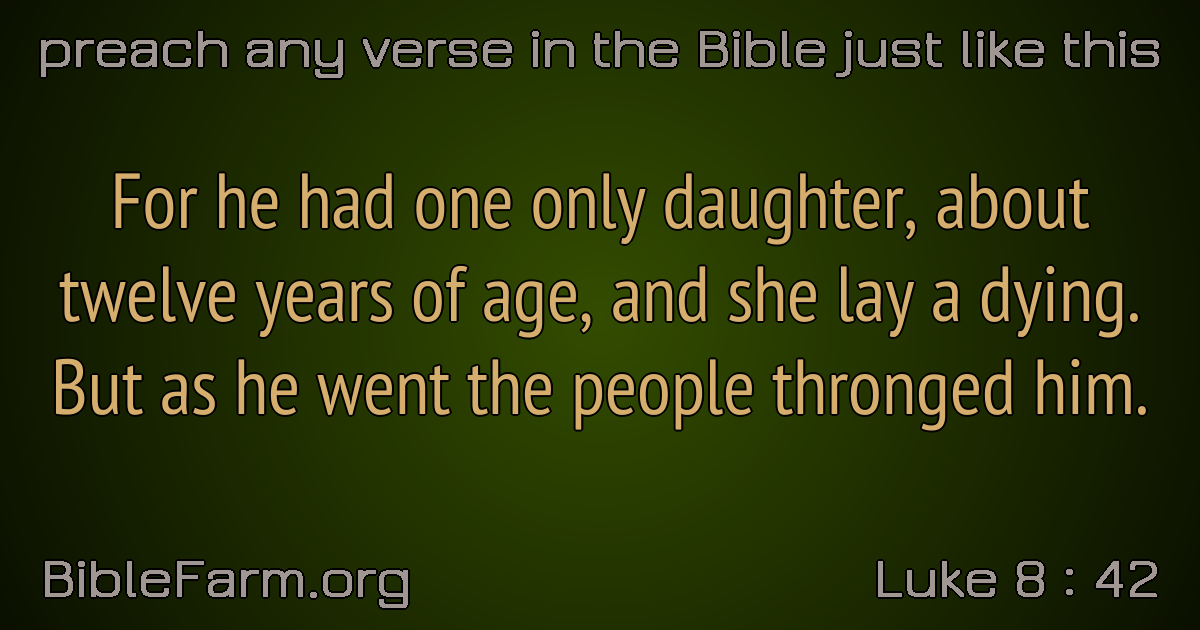 preach any verse in the Bible just like this
For he had one only daughter, about
twelve years of age, and she lay a dying.
But as he went the people thronged him.
BibleFarm.org
Luke 8 : 42